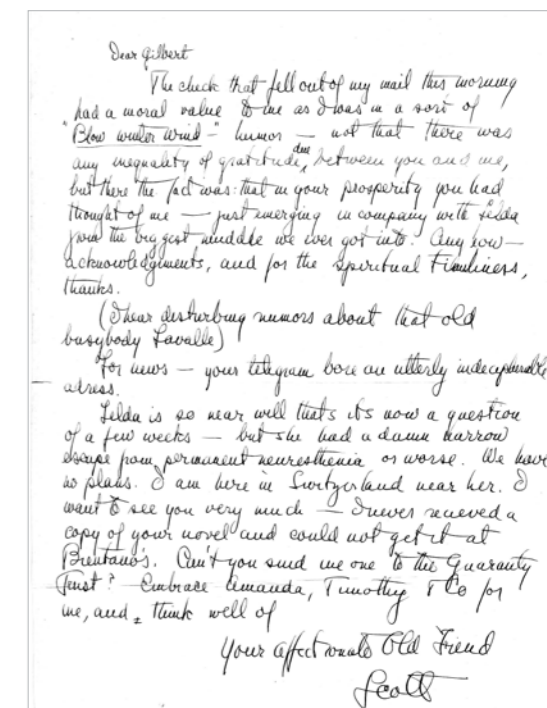 Dear Gilbert
The check that fell out of my mail this morning
had a moral value to me as I was in a sort of
"Blow winter wind" - humor — not that there was
any inequality of gratitude due, between you and me,
but there the fact was: that in your prosperity you had
thought of me — just emerging in company with Zelda
from the biggest muddle we ever got into. Any how —
acknowledgments, and for the spiritual Timliness,
thanks.
(I hear disturbing rumors about that old
busybody Lavalle)
For news — your telegram bore an utterly indecipherable
adress.
Zelda is so near well thats its now a question
of a few weeks — but she had a damn narrow
escape from permanent neuresthenia or worse. We have
no plans. I am here in Switzerland near her. I
want to see you very much — I never recieved a
copy of your novel and could not get it at
Brentano's. Can't you send me one to the Guaranty
Trust? Embrace Amanda, Timothy & Co for
me, and think well of
Your affectionate Old Friend
Scott